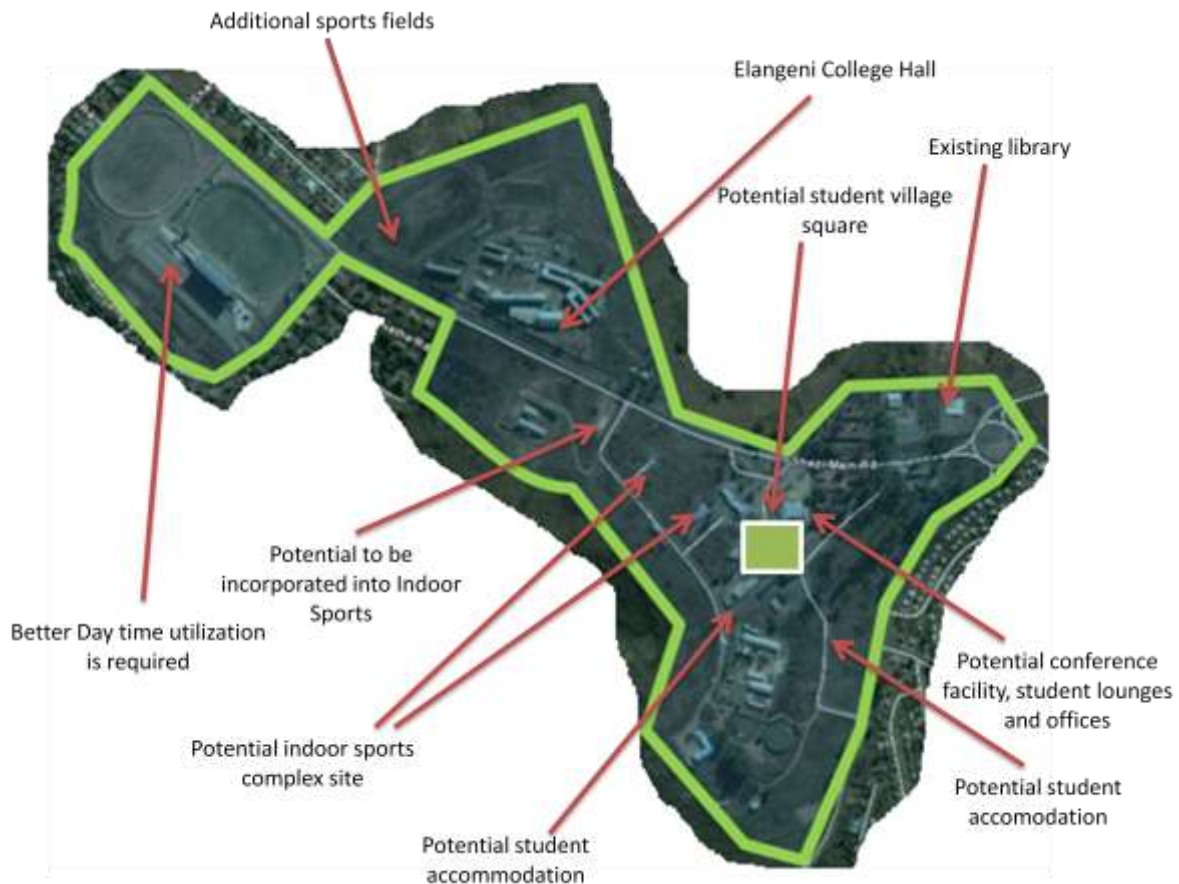 Additional sports fields
Elangeni College Hall
Existing library
Potential student village
square
Potential to be
incorporated into Indoor
Sports
Better Day time utilization
is required
Potential conference
facility, student lounges
and offices
Potential indoor sports
complex site
Potential student
accomodation
Potential student
accommodation
Main Rd